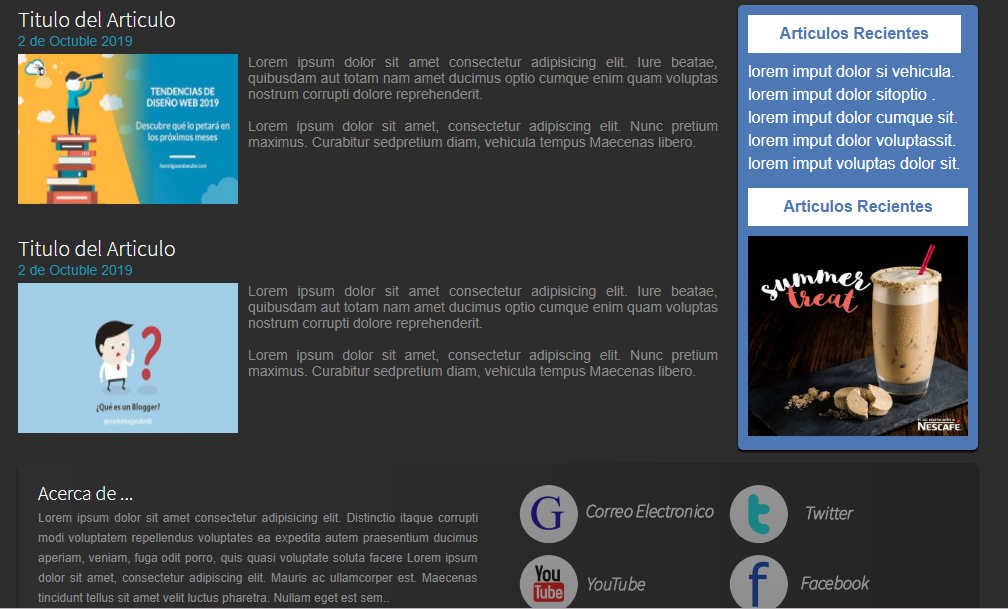 Titulo del Articulo
2 de Octuble 2019
TENDENCIAS DE
DISEÑO WEB 2019
Descubre qué lo petará en
los próximos meses
hormigasenlanube.com
Lorem ipsum dolor sit amet consectetur adipisicing elit. Iure beatae,
quibusdam aut totam nam amet ducimus optio cumque enim quam voluptas
nostrum corrupti dolore reprehenderit.
Lorem ipsum dolor sit amet, consectetur adipiscing elit. Nunc pretium
maximus. Curabitur sedpretium diam, vehicula tempus Maecenas libero.
Titulo del Articulo
2 de Octuble 2019
¿Qué es un Blogger?
@marketingandweb
Lorem ipsum dolor sit amet consectetur adipisicing elit. Iure beatae,
quibusdam aut totam nam amet ducimus optio cumque enim quam voluptas
nostrum corrupti dolore reprehenderit.
Lorem ipsum dolor sit amet, consectetur adipiscing elit. Nunc pretium
maximus. Curabitur sedpretium diam, vehicula tempus Maecenas libero.
Articulos Recientes
lorem imput dolor si vehicula.
lorem imput dolor sitoptio .
lorem imput dolor cumque sit.
lorem imput dolor voluptassit.
lorem imput voluptas dolor sit.
Articulos Recientes
summer
treat
NESCAFÉ
Acerca de ...
Lorem ipsum dolor sit amet consectetur adipisicing elit. Distinctio itaque corrupti
modi voluptatem repellendus voluptates ea expedita autem praesentium ducimus
aperiam, veniam, fuga odit porro, quis quasi voluptate soluta facere Lorem ipsum
dolor sit amet, consectetur adipiscing elit. Mauris ac ullamcorper est. Maecenas
tincidunt tellus sit amet velit luctus pharetra. Nullam eget est sem..
G
Correo Electronico
t
Twitter
You
Tube
YouTube
f
Facebook